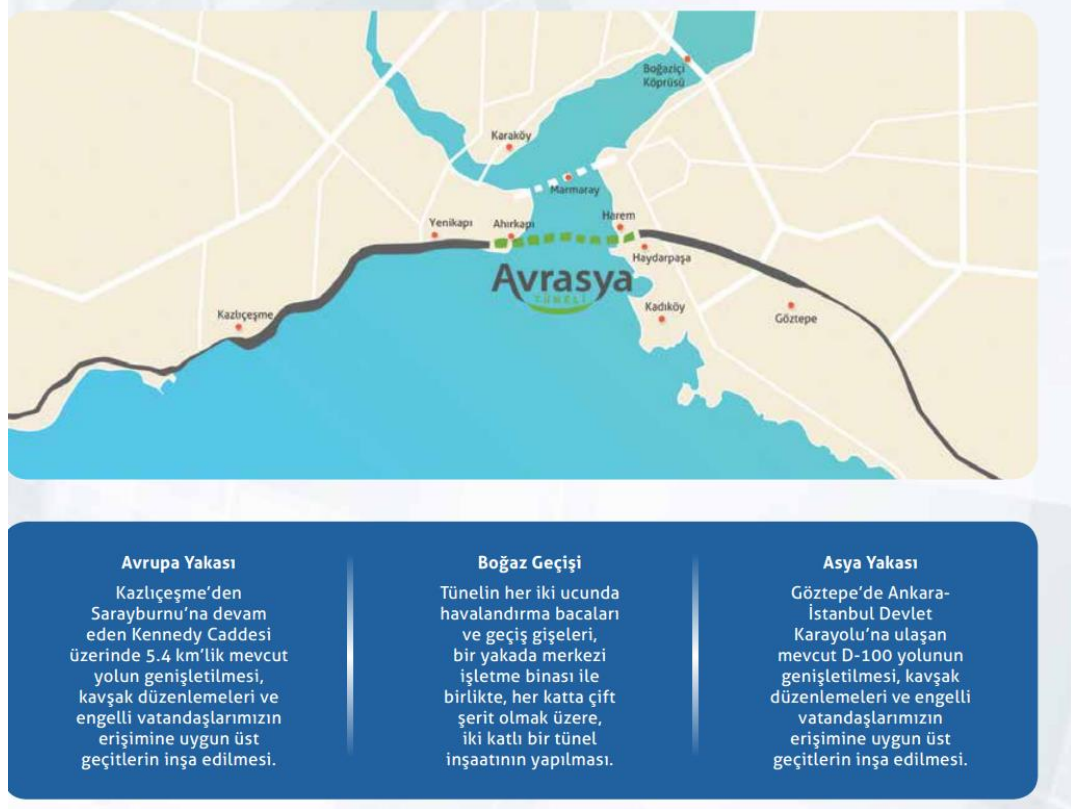 Boğaziçi
Köprüsü
Karaköy
Marmaray
Yenikapı
Ahırkapı
Harem
Haydarpaşa
Avrasya
TÜNELİ
Kazlıçeşme
Kadıköy
Göztepe
Avrupa Yakası
Kazlıçeşme’den
Sarayburnu’na devam
eden Kennedy Caddesi
üzerinde 5.4 km’lik mevcut
yolun genişletilmesi,
kavşak düzenlemeleri ve
engelli vatandaşlarımızın
erişimine uygun üst
geçitlerin inşa edilmesi.
Boğaz Geçişi
Tünelin her iki ucunda
havalandırma bacaları
ve geçiş gişeleri,
bir yakada merkezi
işletme binası ile
birlikte, her katta çift
şerit olmak üzere,
iki katlı bir tünel
inşaatının yapılması.
Asya Yakası
Göztepe’de Ankara-
İstanbul Devlet
Karayolu’na ulaşan
mevcut D-100 yolunun
genişletilmesi, kavşak
düzenlemeleri ve engelli
vatandaşlarımızın
erişimine uygun üst
geçitlerin inşa edilmesi.